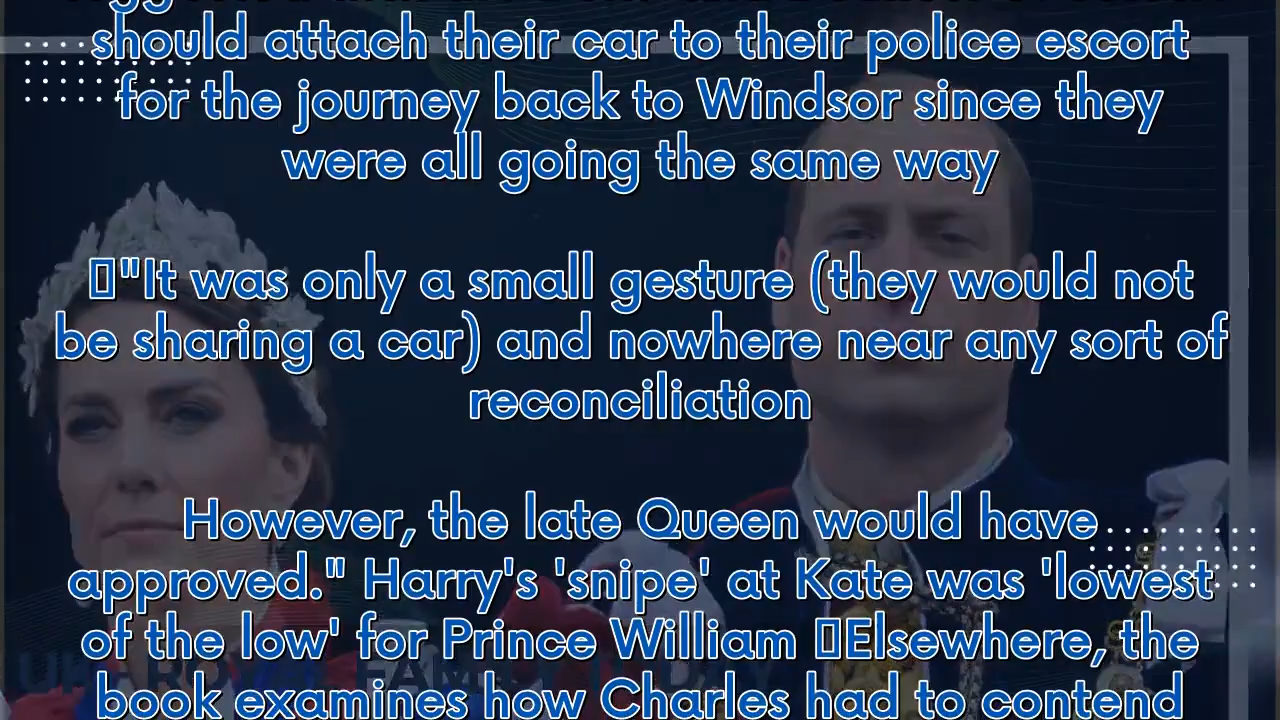 should attach their car to their police escort
for the journey back to Windsor since they
were all going the same way
"It was only a small gesture (they would not
be sharing a car) and nowhere near any sort of
reconciliation
However, the late Queen would have
approved." Harry's 'snipe' at Kate was 'lowest
of the low' for Prince William Elsewhere, the
book examines how Charles had to contend
UK ROYAL FAMILY